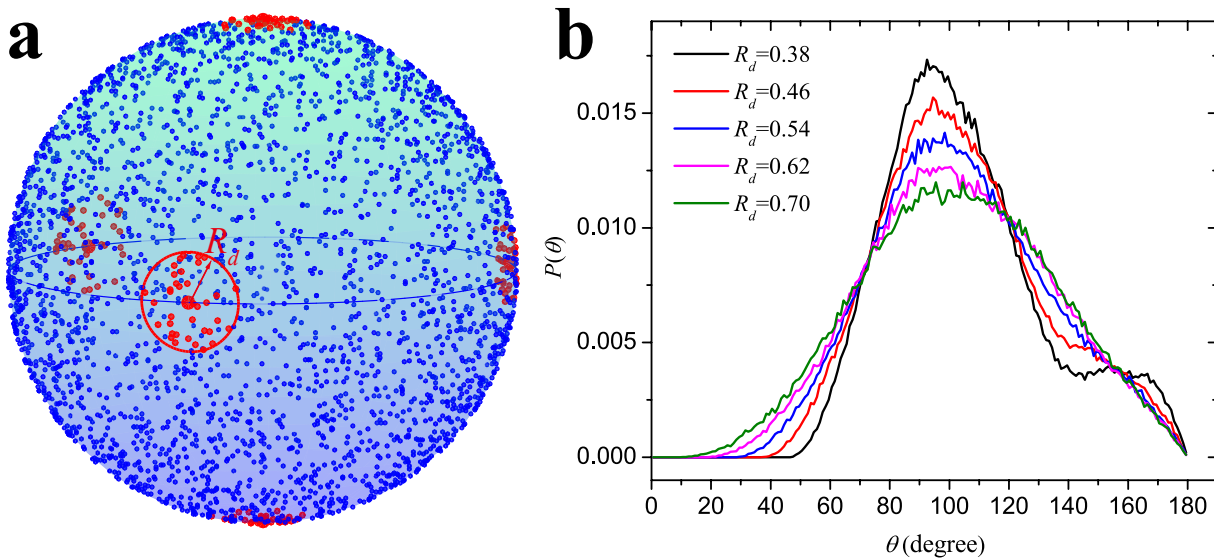 a
R_d
b
R_d=0.38
R_d=0.46
R_d=0.54
R_d=0.62
R_d=0.70
P(θ)
0.015
0.010
0.005
0.000
0 20 40 60 80 100 120 140 160 180
θ (degree)